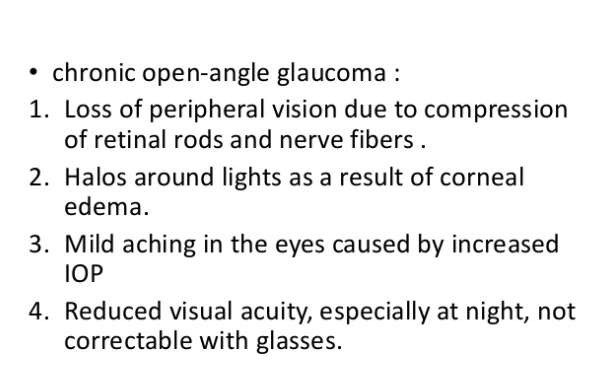 • chronic open-angle glaucoma :
1. Loss of peripheral vision due to compression
of retinal rods and nerve fibers .
2. Halos around lights as a result of corneal
edema.
3. Mild aching in the eyes caused by increased
IOP
4. Reduced visual acuity, especially at night, not
correctable with glasses.